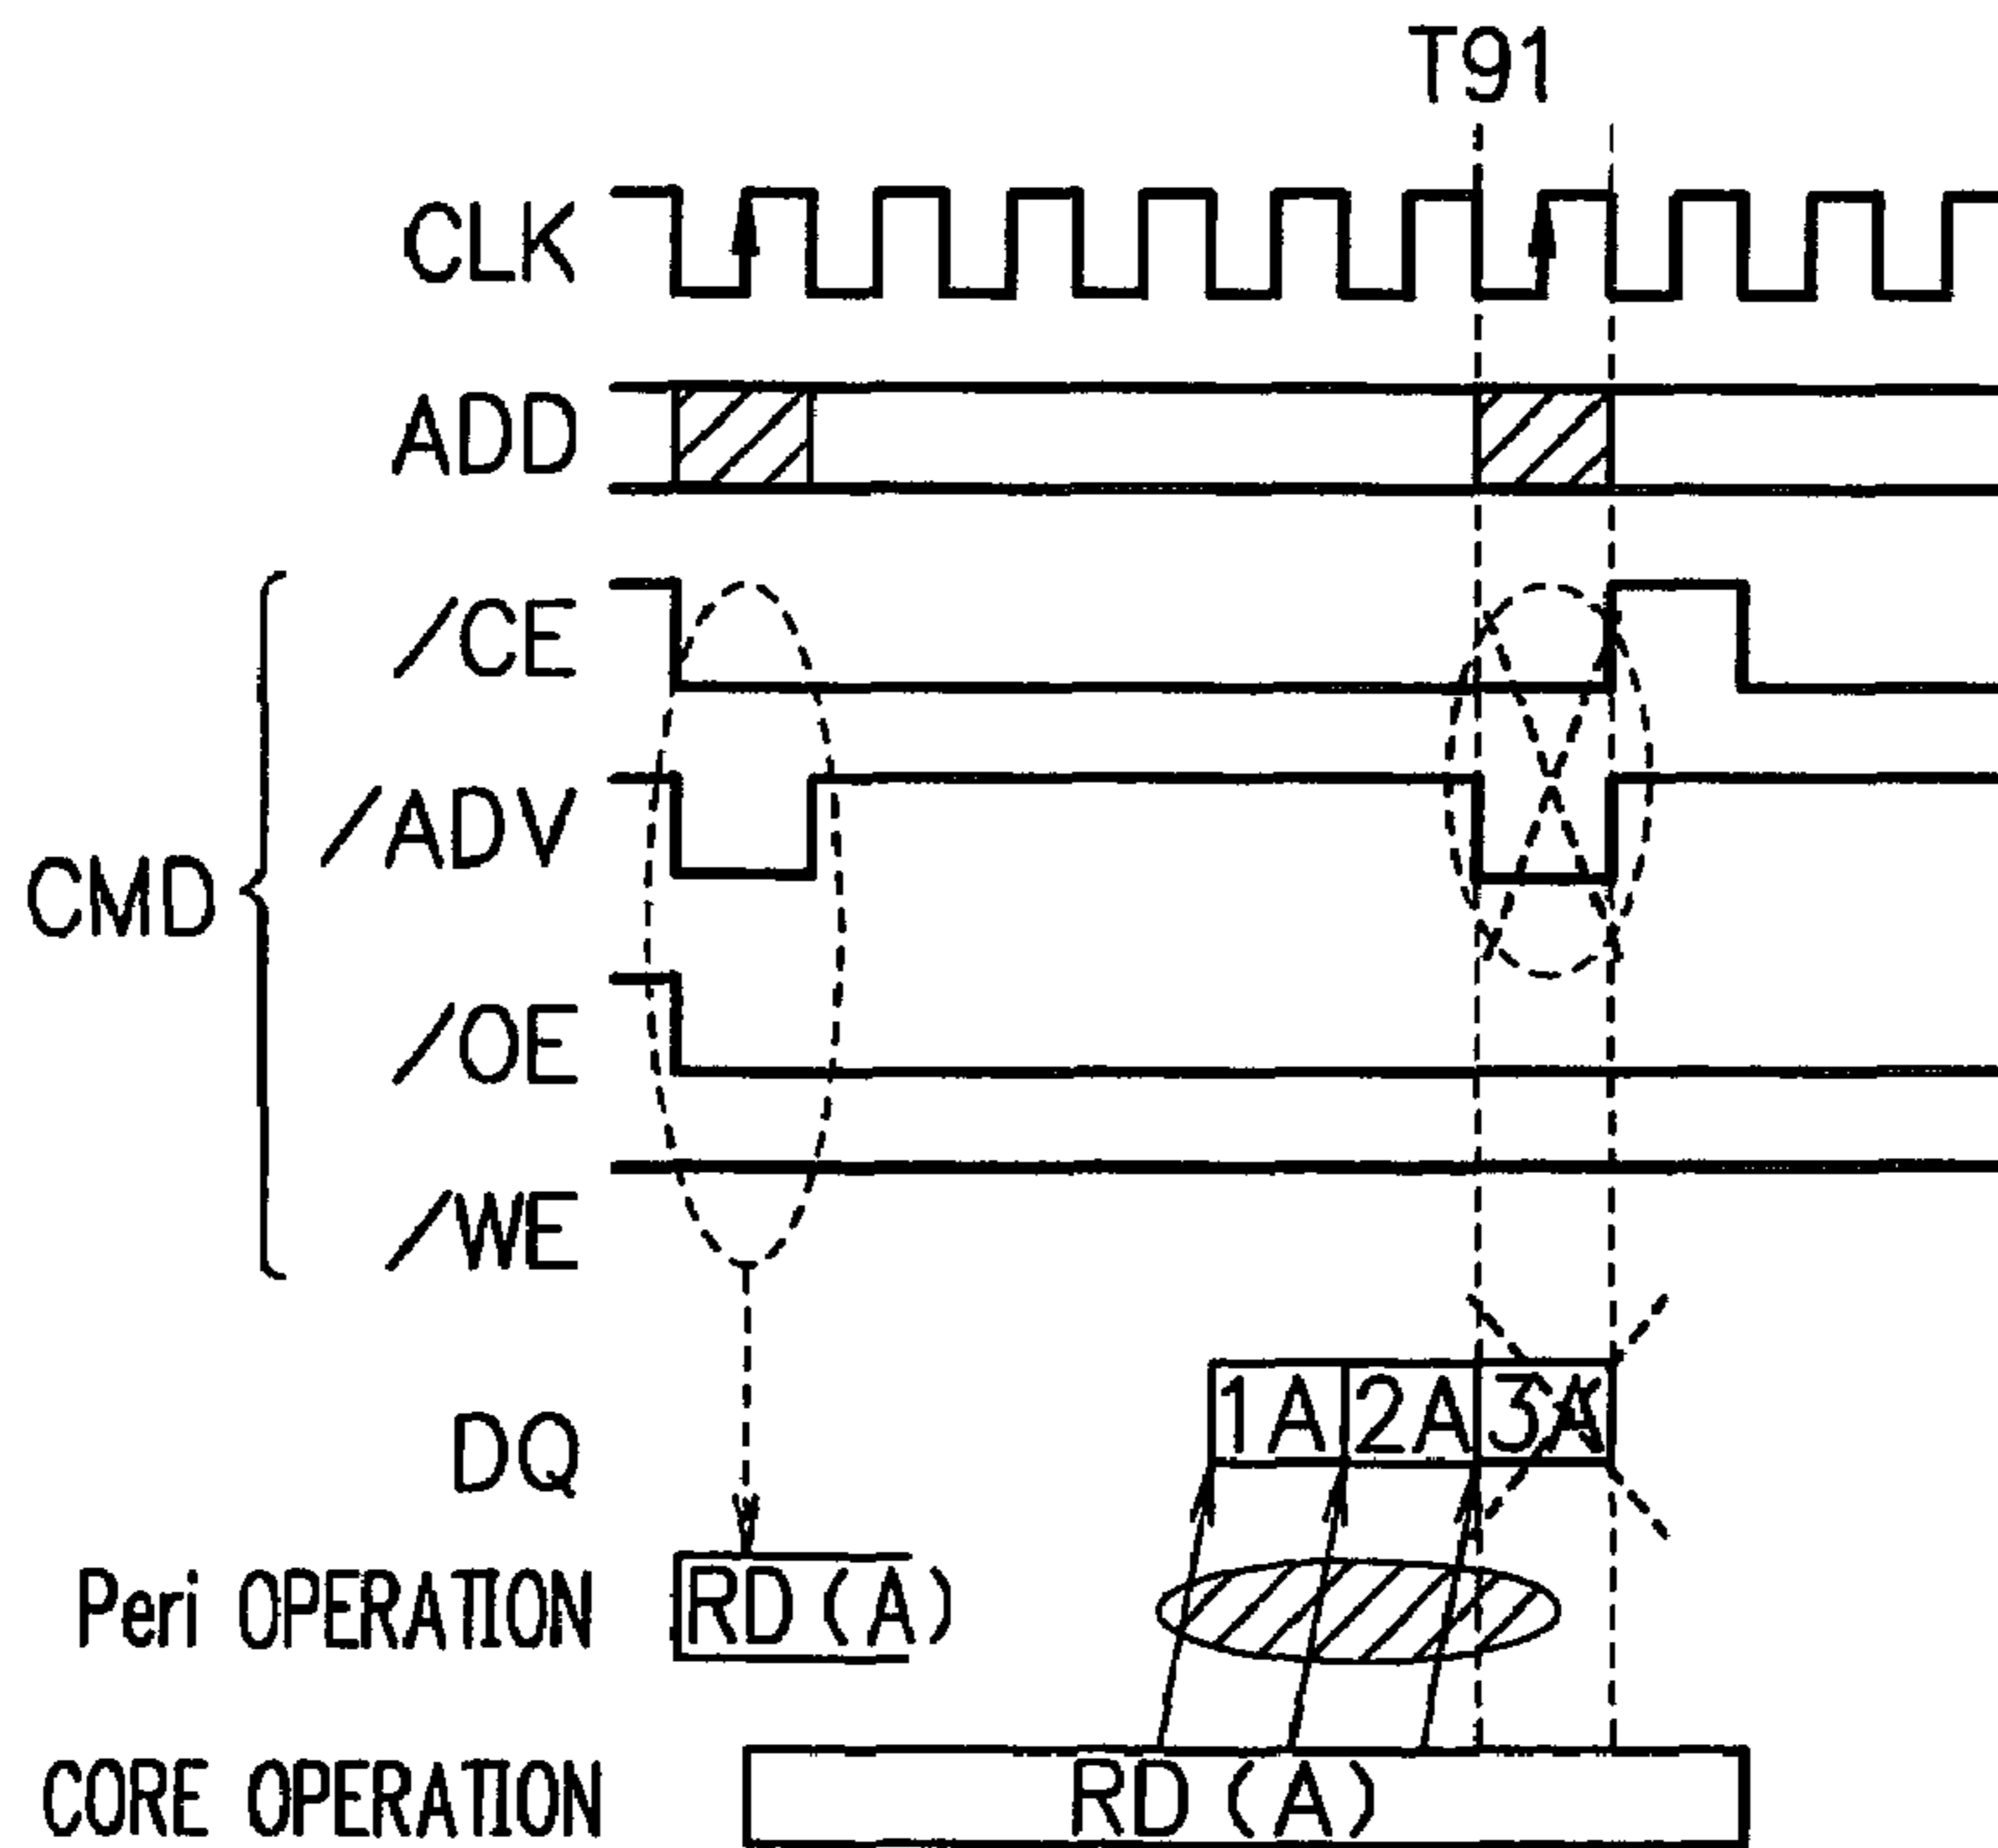 T91
CLK
ADD
/CE
/ADV
CMD
/OE
/WE
1A 2A 3A
DQ
Peri OPERATION RD(A)
CORE OPERATION RD(A)